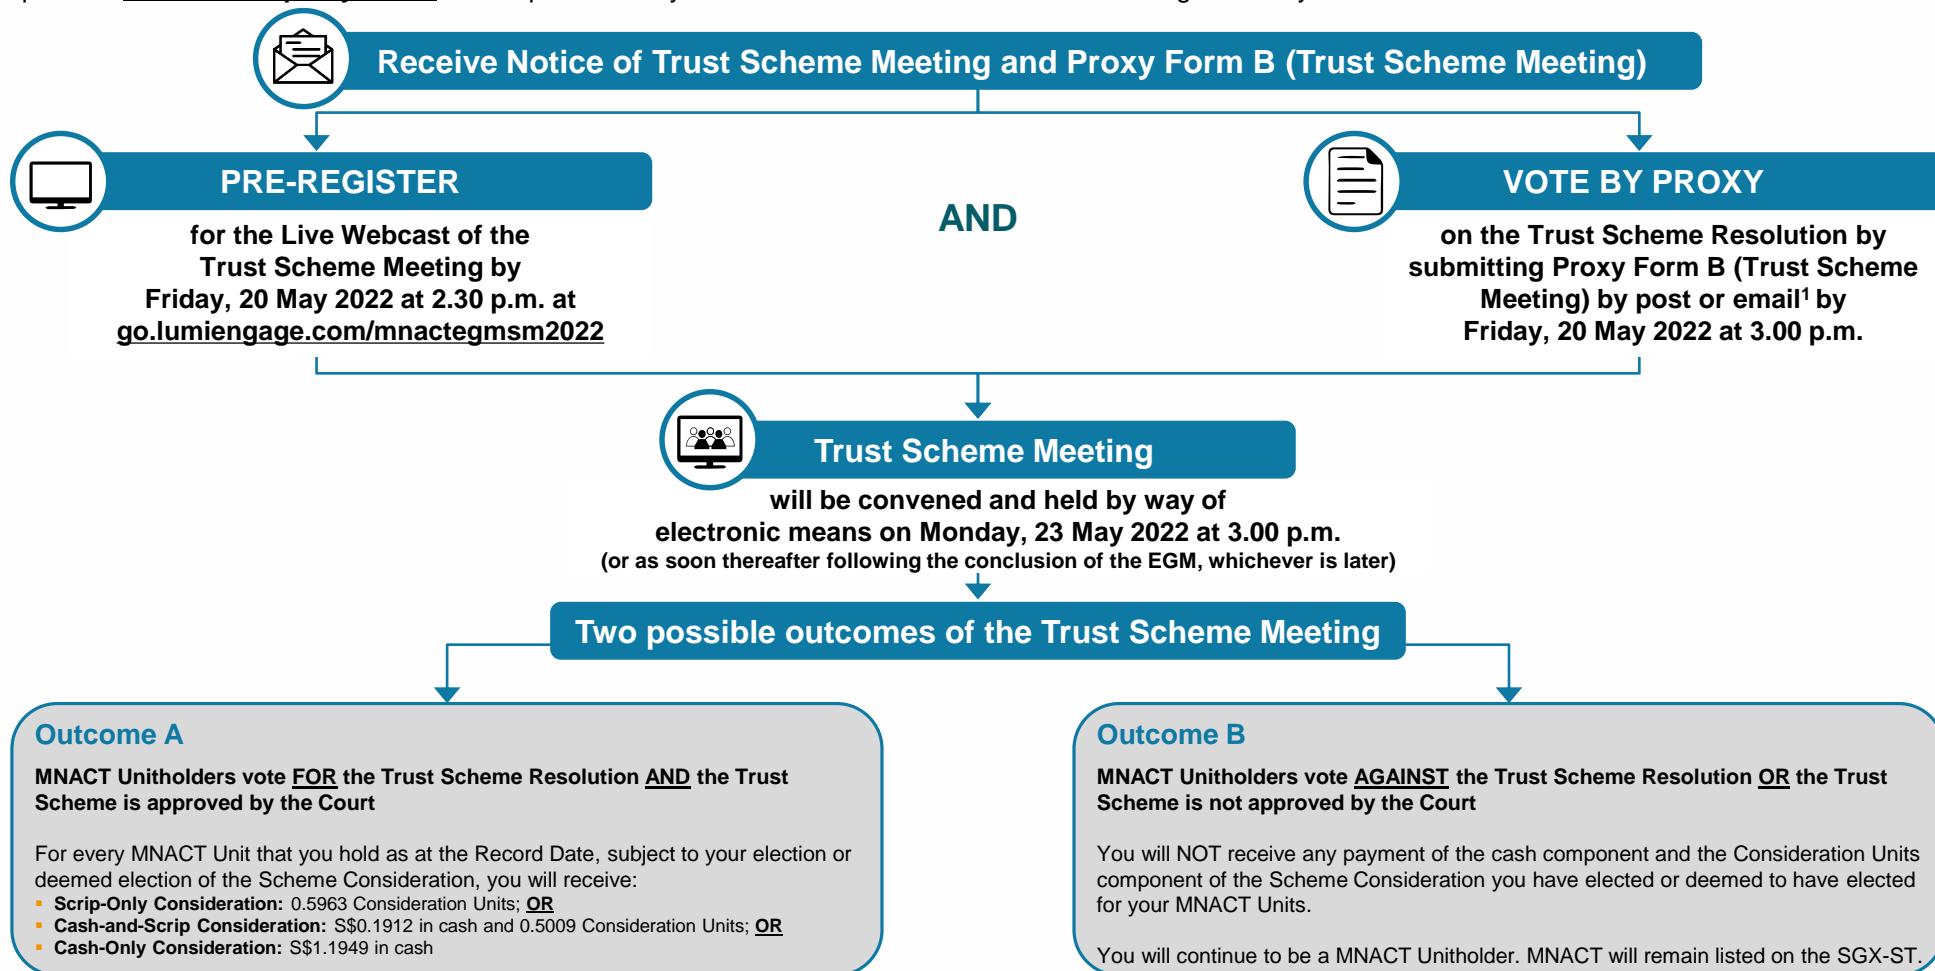 Receive Notice of Trust Scheme Meeting and Proxy Form B (Trust Scheme Meeting)
PRE-REGISTER
for the Live Webcast of the
Trust Scheme Meeting by
Friday, 20 May 2022 at 2.30 p.m. at
go.lumiengage.com/mnactegmsm2022
AND
VOTE BY PROXY
on the Trust Scheme Resolution by
submitting Proxy Form B (Trust Scheme
Meeting) by post or email¹ by
Friday, 20 May 2022 at 3.00 p.m.
Trust Scheme Meeting
will be convened and held by way of
electronic means on Monday, 23 May 2022 at 3.00 p.m.
(or as soon thereafter following the conclusion of the EGM, whichever is later)
Two possible outcomes of the Trust Scheme Meeting
Outcome A
MNACT Unitholders vote FOR the Trust Scheme Resolution AND the Trust
Scheme is approved by the Court
For every MNACT Unit that you hold as at the Record Date, subject to your election or
deemed election of the Scheme Consideration, you will receive:
▪ Scrip-Only Consideration: 0.5963 Consideration Units; OR
▪ Cash-and-Scrip Consideration: S$0.1912 in cash and 0.5009 Consideration Units; OR
▪ Cash-Only Consideration: S$1.1949 in cash
Outcome B
MNACT Unitholders vote AGAINST the Trust Scheme Resolution OR the Trust
Scheme is not approved by the Court
You will NOT receive any payment of the cash component and the Consideration Units
component of the Scheme Consideration you have elected or deemed to have elected
for your MNACT Units.
You will continue to be a MNACT Unitholder. MNACT will remain listed on the SGX-ST.